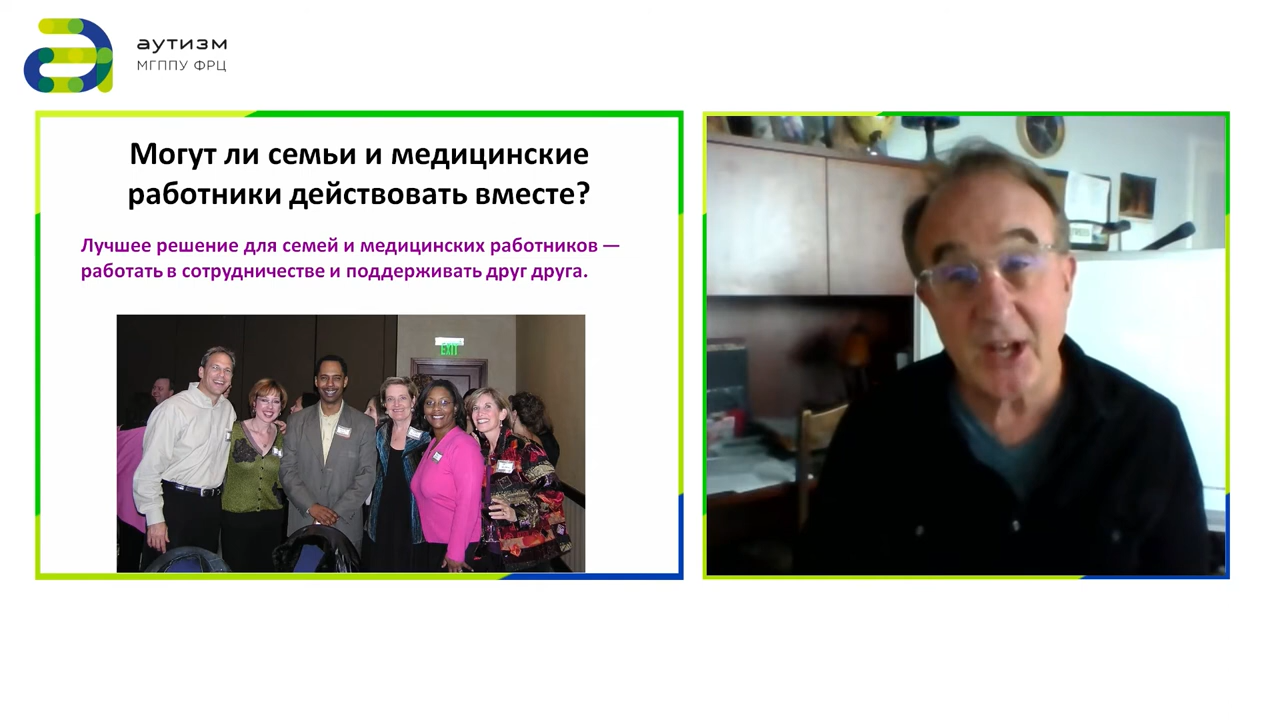 аутизм
МГППУ ФРЦ
Могут ли семьи и медицинские
работники действовать вместе?
Лучшее решение для семей и медицинских работников —
работать в сотрудничестве и поддерживать друг друга.
EXIT